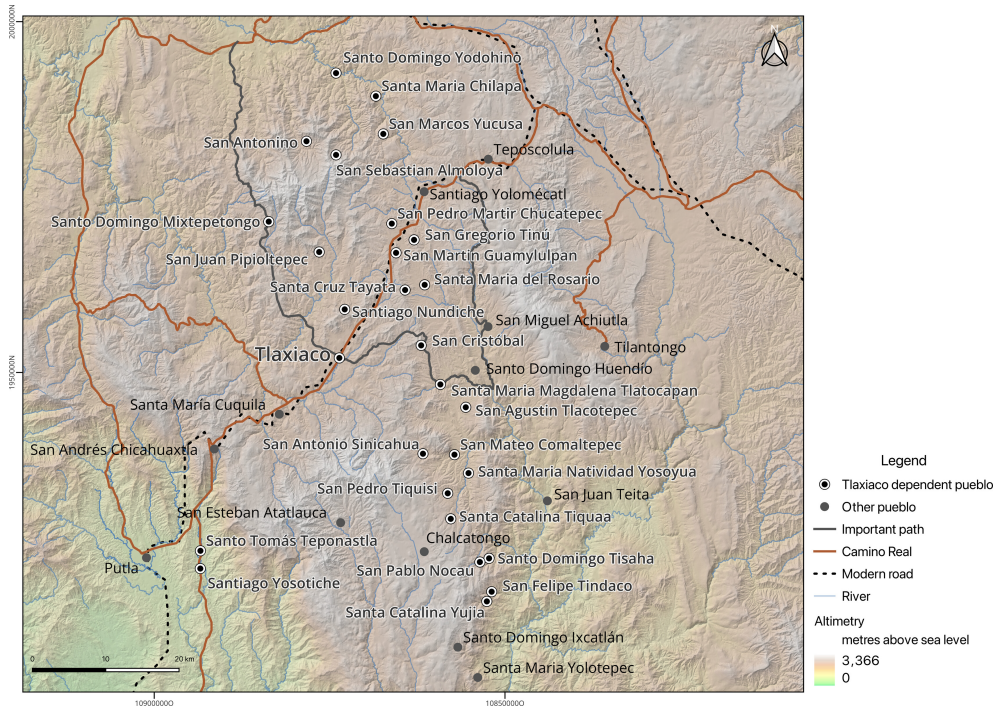 2000000N
N
Santo Domingo Yodohino
Santa Maria Chilapa
San Marcos Yucusa
San Antonino
Teposcolula
San Sebastian Almoloya
Santiago Yolomécatl
Santo Domingo Mixtepetongo
San Pedro Martir Chucatepec
San Gregorio Tinú
San Juan Pipioltepec
San Martin Guamylulpan
Santa Cruz Tayata
Santa Maria del Rosario
Santiago Nundiche
San Miguel Achiutla
San Cristóbal
Tilantongo
Tlaxiaco
1950000N
Santo Domingo Huendio
Santa Maria Magdalena Tlatocapan
Santa María Cuquila
San Agustin Tlacotepec
San Andrés Chicahuaxtla
San Antonio Sinicahua
San Mateo Comaltepec
Santa Maria Natividad Yosoyua
San Pedro Tiquisi
San Juan Teita
San Esteban Atatlauca
Santa Catalina Tiquaa
Santo Tomás Teponastla
Chalcatongo
Putla
San Pablo Nocau
Santo Domingo Tisaha
Santiago Yosotiche
San Felipe Tindaco
Santa Catalina Yujia
Santo Domingo Ixcatlán
Santa Maria Yolotepec
0 10 20 km
10900000O
10850000O
Legend
Tlaxiaco dependent pueblo
Other pueblo
Important path
Camino Real
Modern road
River
Altimetry
metres above sea level
3,366
0